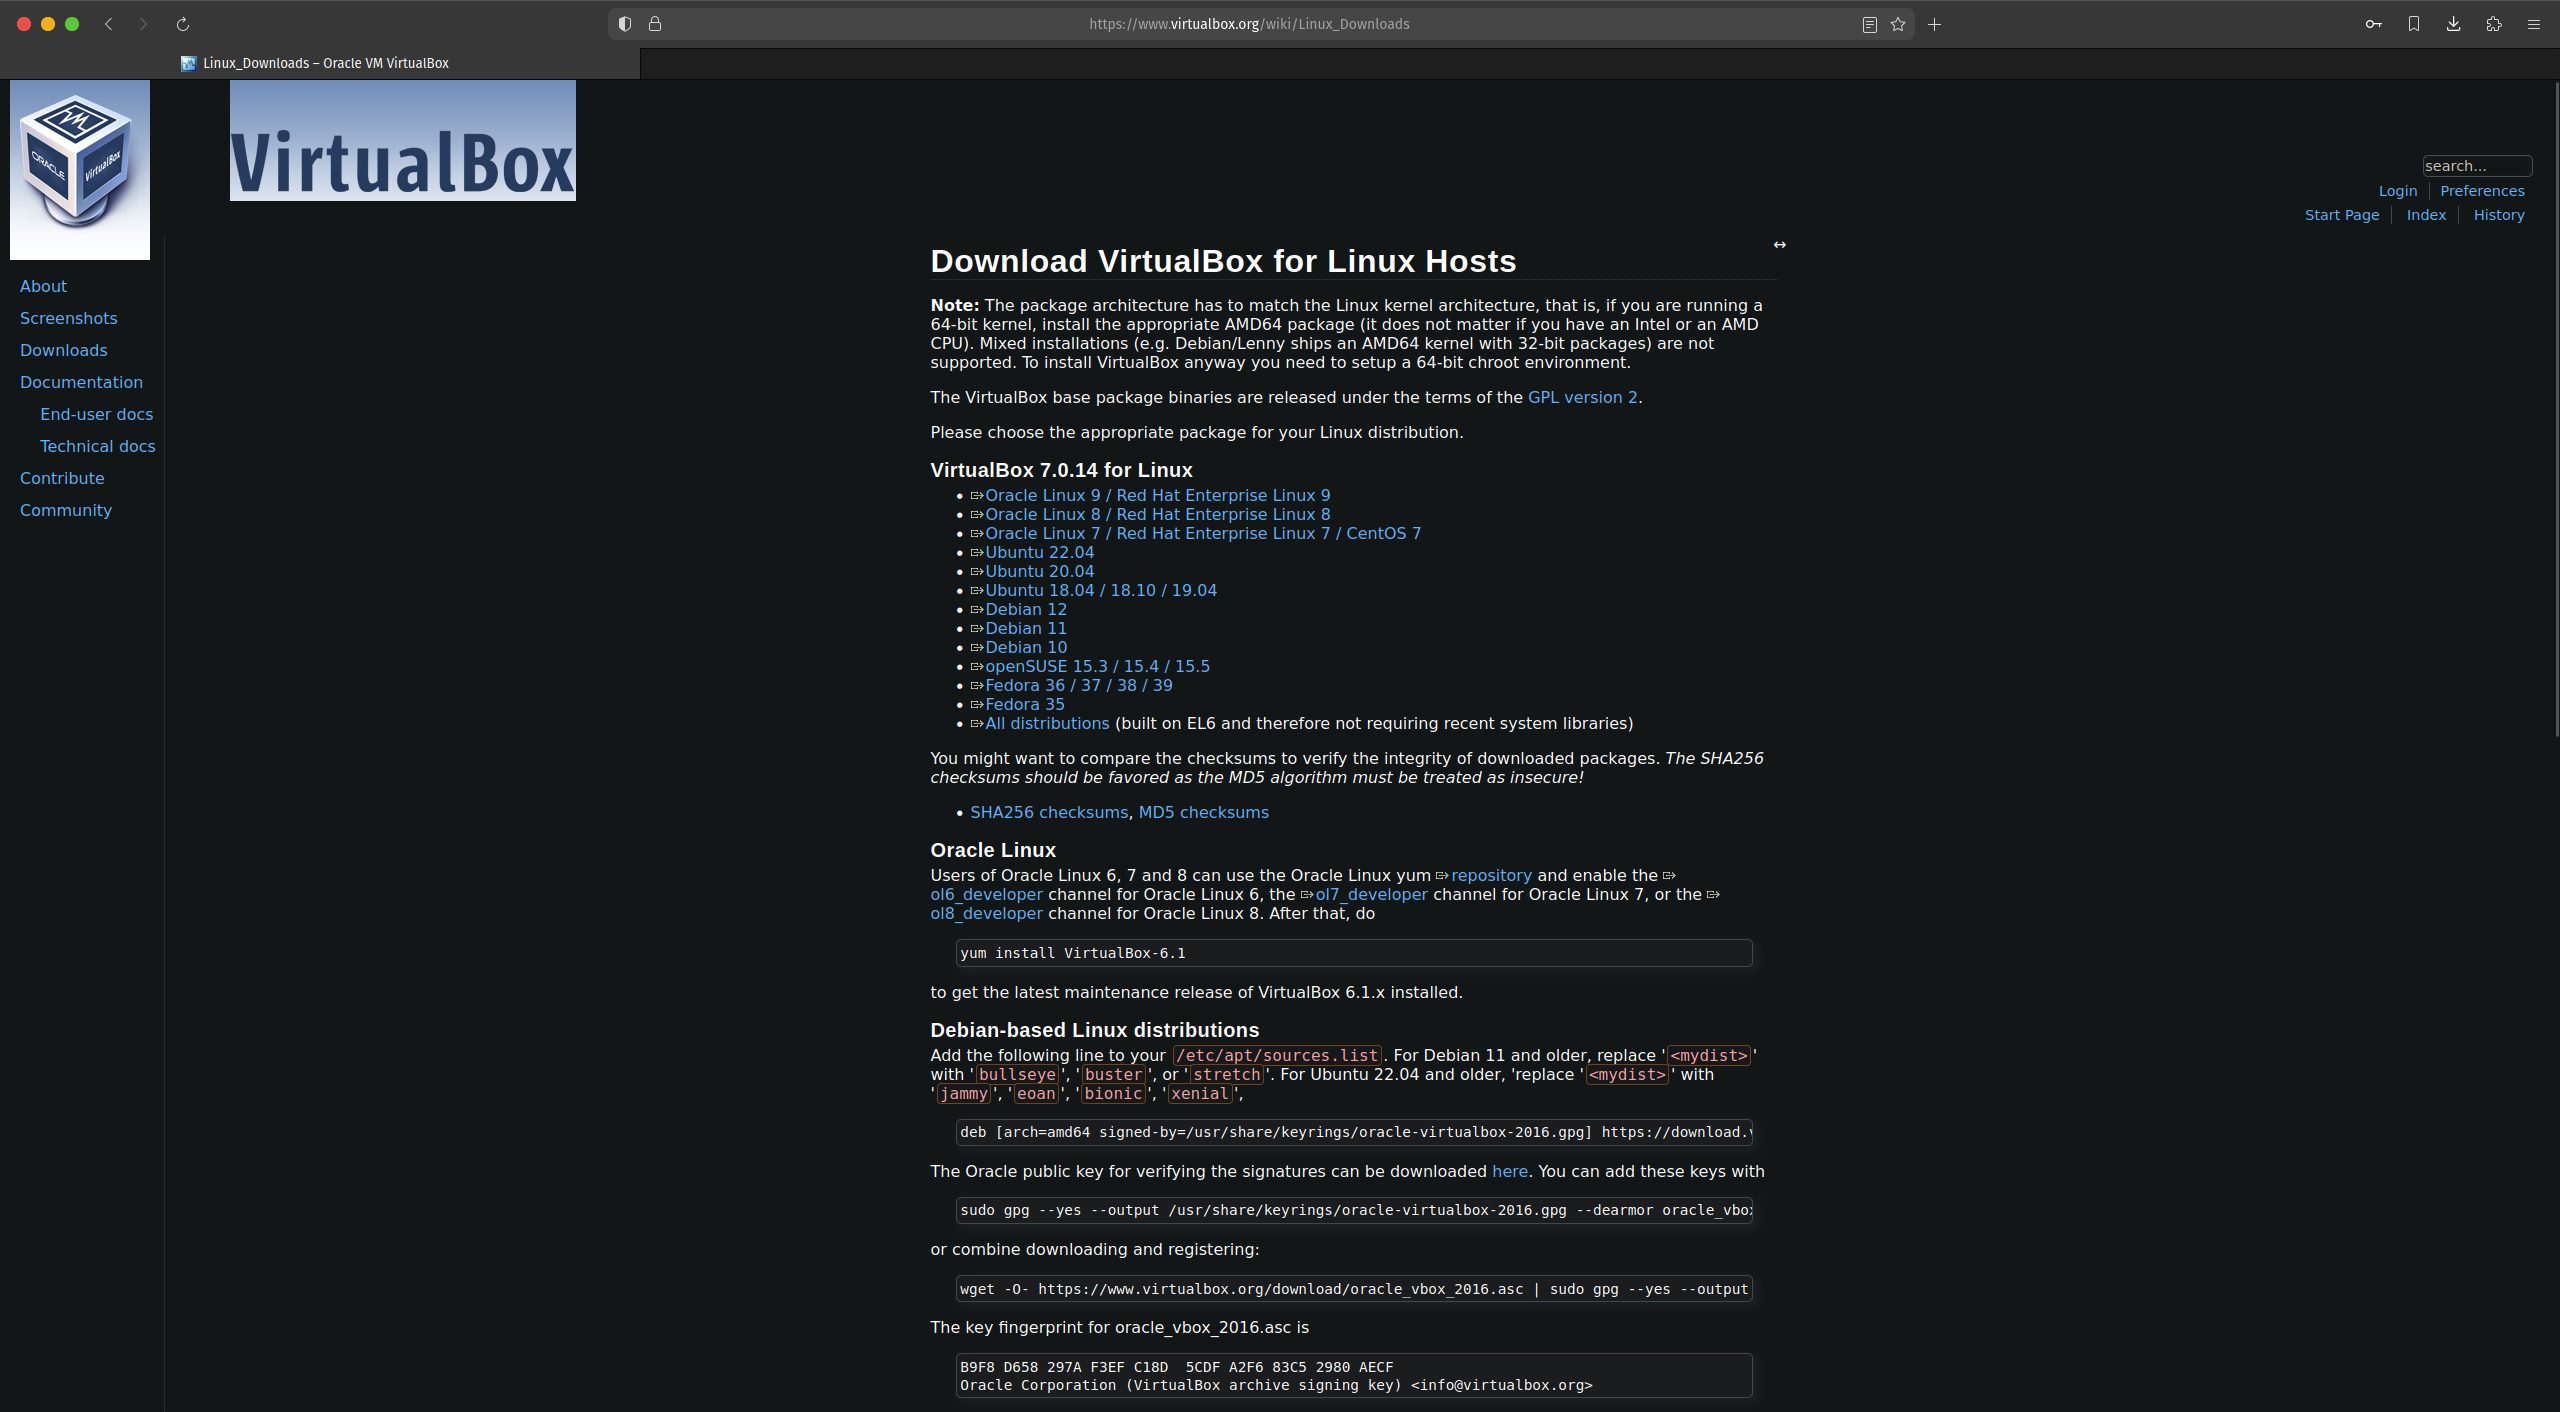 https://www.virtualbox.org/wiki/Linux_Downloads
Linux_Downloads – Oracle VM VirtualBox
ORACLE
VirtualBox
VirtualBox
search...
Login
Preferences
Start Page
Index
History
About
Screenshots
Downloads
Documentation
End-user docs
Technical docs
Contribute
Community
Download VirtualBox for Linux Hosts
Note: The package architecture has to match the Linux kernel architecture, that is, if you are running a
64-bit kernel, install the appropriate AMD64 package (it does not matter if you have an Intel or an AMD
CPU). Mixed installations (e.g. Debian/Lenny ships an AMD64 kernel with 32-bit packages) are not
supported. To install VirtualBox anyway you need to setup a 64-bit chroot environment.
The VirtualBox base package binaries are released under the terms of the GPL version 2.
Please choose the appropriate package for your Linux distribution.
VirtualBox 7.0.14 for Linux
Oracle Linux 9 / Red Hat Enterprise Linux 9
Oracle Linux 8 / Red Hat Enterprise Linux 8
Oracle Linux 7 / Red Hat Enterprise Linux 7 / CentOS 7
Ubuntu 22.04
Ubuntu 20.04
Ubuntu 18.04 / 18.10 / 19.04
Debian 12
Debian 11
Debian 10
openSUSE 15.3 / 15.4 / 15.5
Fedora 36 / 37 / 38 / 39
Fedora 35
All distributions (built on EL6 and therefore not requiring recent system libraries)
You might want to compare the checksums to verify the integrity of downloaded packages. The SHA256
checksums should be favored as the MD5 algorithm must be treated as insecure!
SHA256 checksums, MD5 checksums
Oracle Linux
Users of Oracle Linux 6, 7 and 8 can use the Oracle Linux yum repository and enable the
ol6_developer channel for Oracle Linux 6, the ol7_developer channel for Oracle Linux 7, or the
ol8_developer channel for Oracle Linux 8. After that, do
yum install VirtualBox-6.1
to get the latest maintenance release of VirtualBox 6.1.x installed.
Debian-based Linux distributions
Add the following line to your /etc/apt/sources.list. For Debian 11 and older, replace '<mydist>'
with 'bullseye', 'buster', or 'stretch'. For Ubuntu 22.04 and older, 'replace '<mydist>' with
'jammy', 'eoan', 'bionic', 'xenial',
deb [arch=amd64 signed-by=/usr/share/keyrings/oracle-virtualbox-2016.gpg] https://download.v
The Oracle public key for verifying the signatures can be downloaded here. You can add these keys with
sudo gpg --yes --output /usr/share/keyrings/oracle-virtualbox-2016.gpg --dearmor oracle_vbox
or combine downloading and registering:
wget -O- https://www.virtualbox.org/download/oracle_vbox_2016.asc | sudo gpg --yes --output
The key fingerprint for oracle_vbox_2016.asc is
B9F8 D658 297A F3EF C18D  5CDF A2F6 83C5 2980 AECF
Oracle Corporation (VirtualBox archive signing key) <info@virtualbox.org>